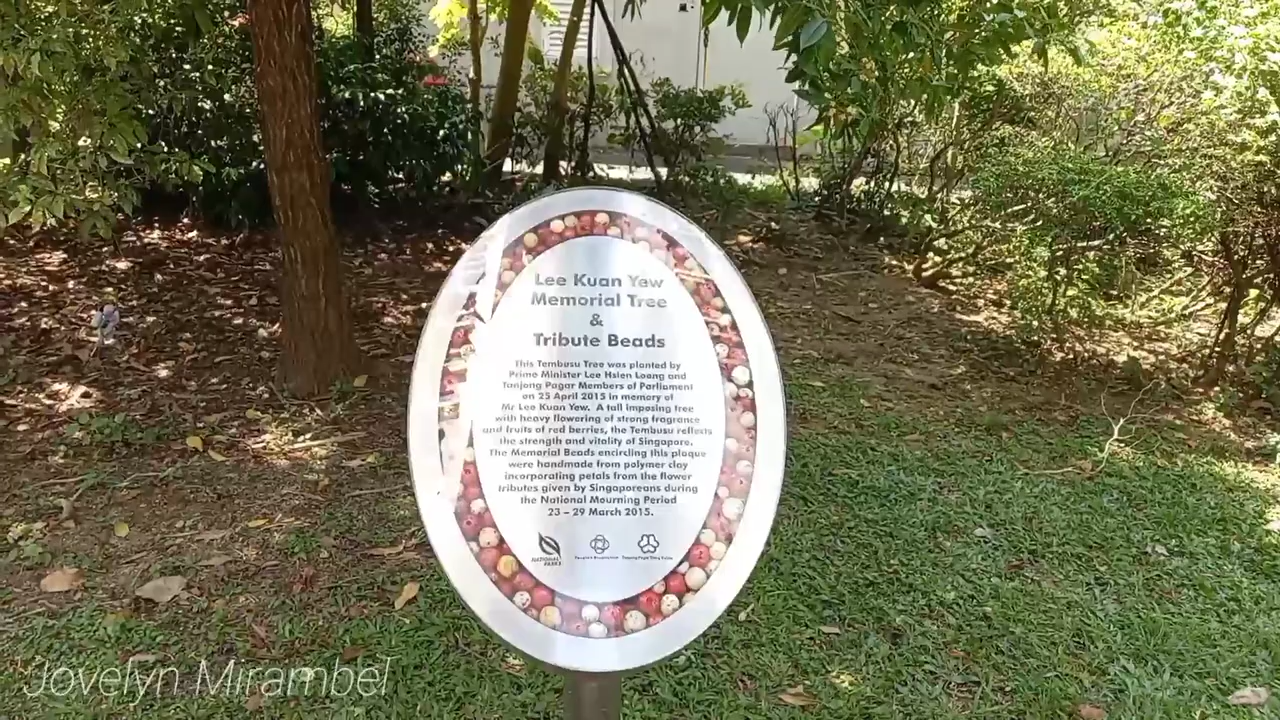 Lee Kuan Yew
Memorial Tree
&
Tribute Beads
This Tembusu Tree was planted by
Prime Minister Lee Hsien Loong and
Tanjong Pagar Members of Parliament
on 25 April 2015 in memory of
Mr Lee Kuan Yew. A tall imposing tree
with heavy flowering of strong fragrance
and fruits of red berries, the Tembusu reflects
the strength and vitality of Singapore.
The Memorial Beads encircling this plaque
were handmade from polymer clay
incorporating petals from the flower
tributes given by Singaporeans during
the National Mourning Period
23 – 29 March 2015.
NATIONAL
PARKS
Jovelyn Mirambel